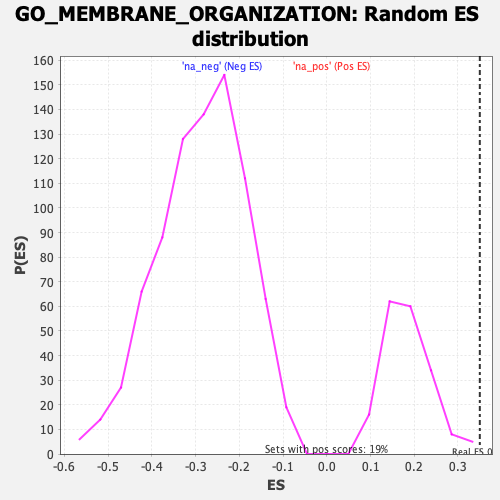 GO_MEMBRANE_ORGANIZATION: Random ES
distribution
'na_neg' (Neg ES) 'na_pos' (Pos ES)
160
150
140
130
120
110
100
90
80
70
60
50
40
30
20
10
0
P(ES)
Sets with pos scores: 19%
Real ES 0
-0.6 -0.5 -0.4 -0.3 -0.2 -0.1 0.0 0.1 0.2 0.3
ES